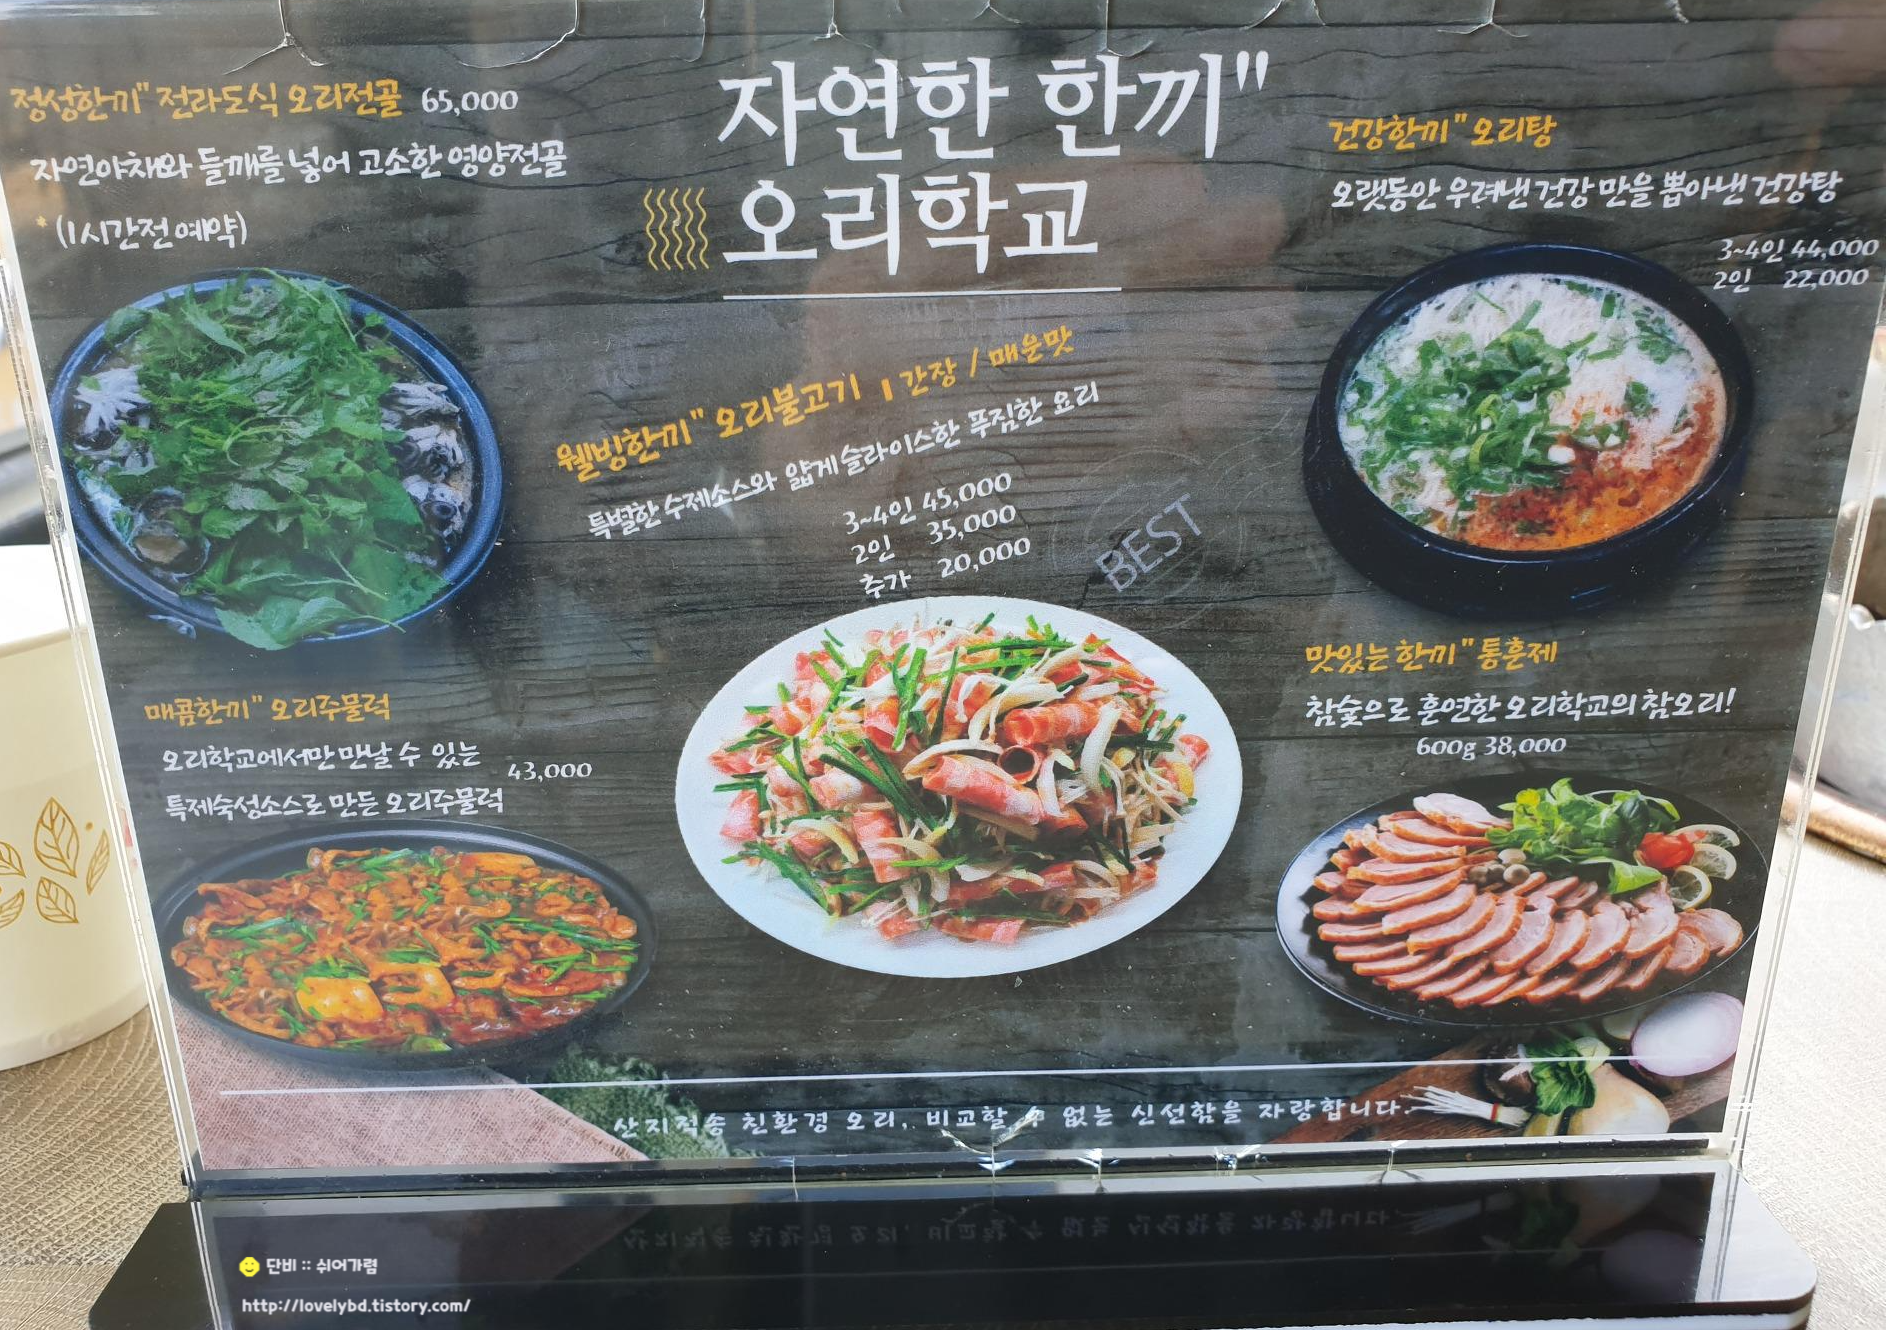 자연한 한끼"
오리학교
정성한끼" 전라도식 오리전골 65,000
자연야채와 들깨를 넣어 고소한 영양전골
*(1시간전 예약)
건강한끼" 오리탕
오랫동안 우려낸 건강 만을 뽑아낸 건강탕
3~4인 44,000
2인 22,000
웰빙한끼" 오리불고기 ı 간장 / 매운맛
특별한 수제소스와 얇게 슬라이스한 푸짐한 요리
3~4인 45,000
2인 35,000
추가 20,000
BEST
매콤한끼" 오리주물럭
오리학교에서만 만날 수 있는
43,000
특제숙성소스로 만든 오리주물럭
맛있는 한끼" 통훈제
참숯으로 훈연한 오리학교의 참오리!
600g 38,000
산지직송 친환경 오리, 비교할 수 없는 신선함을 자랑합니다.
단비 :: 쉬어가렴
http://lovelybd.tistory.com/